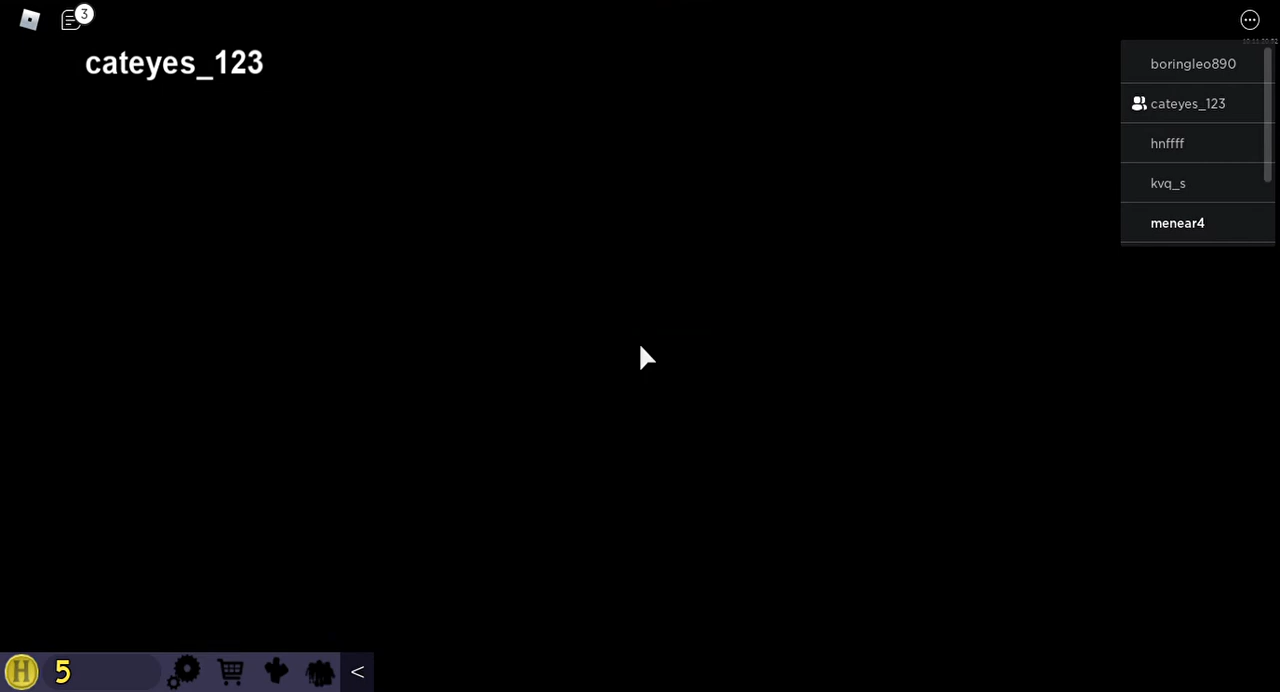 3
cateyes_123
boringleo890
cateyes_123
hnffff
kvq_s
menear4
H
5
<